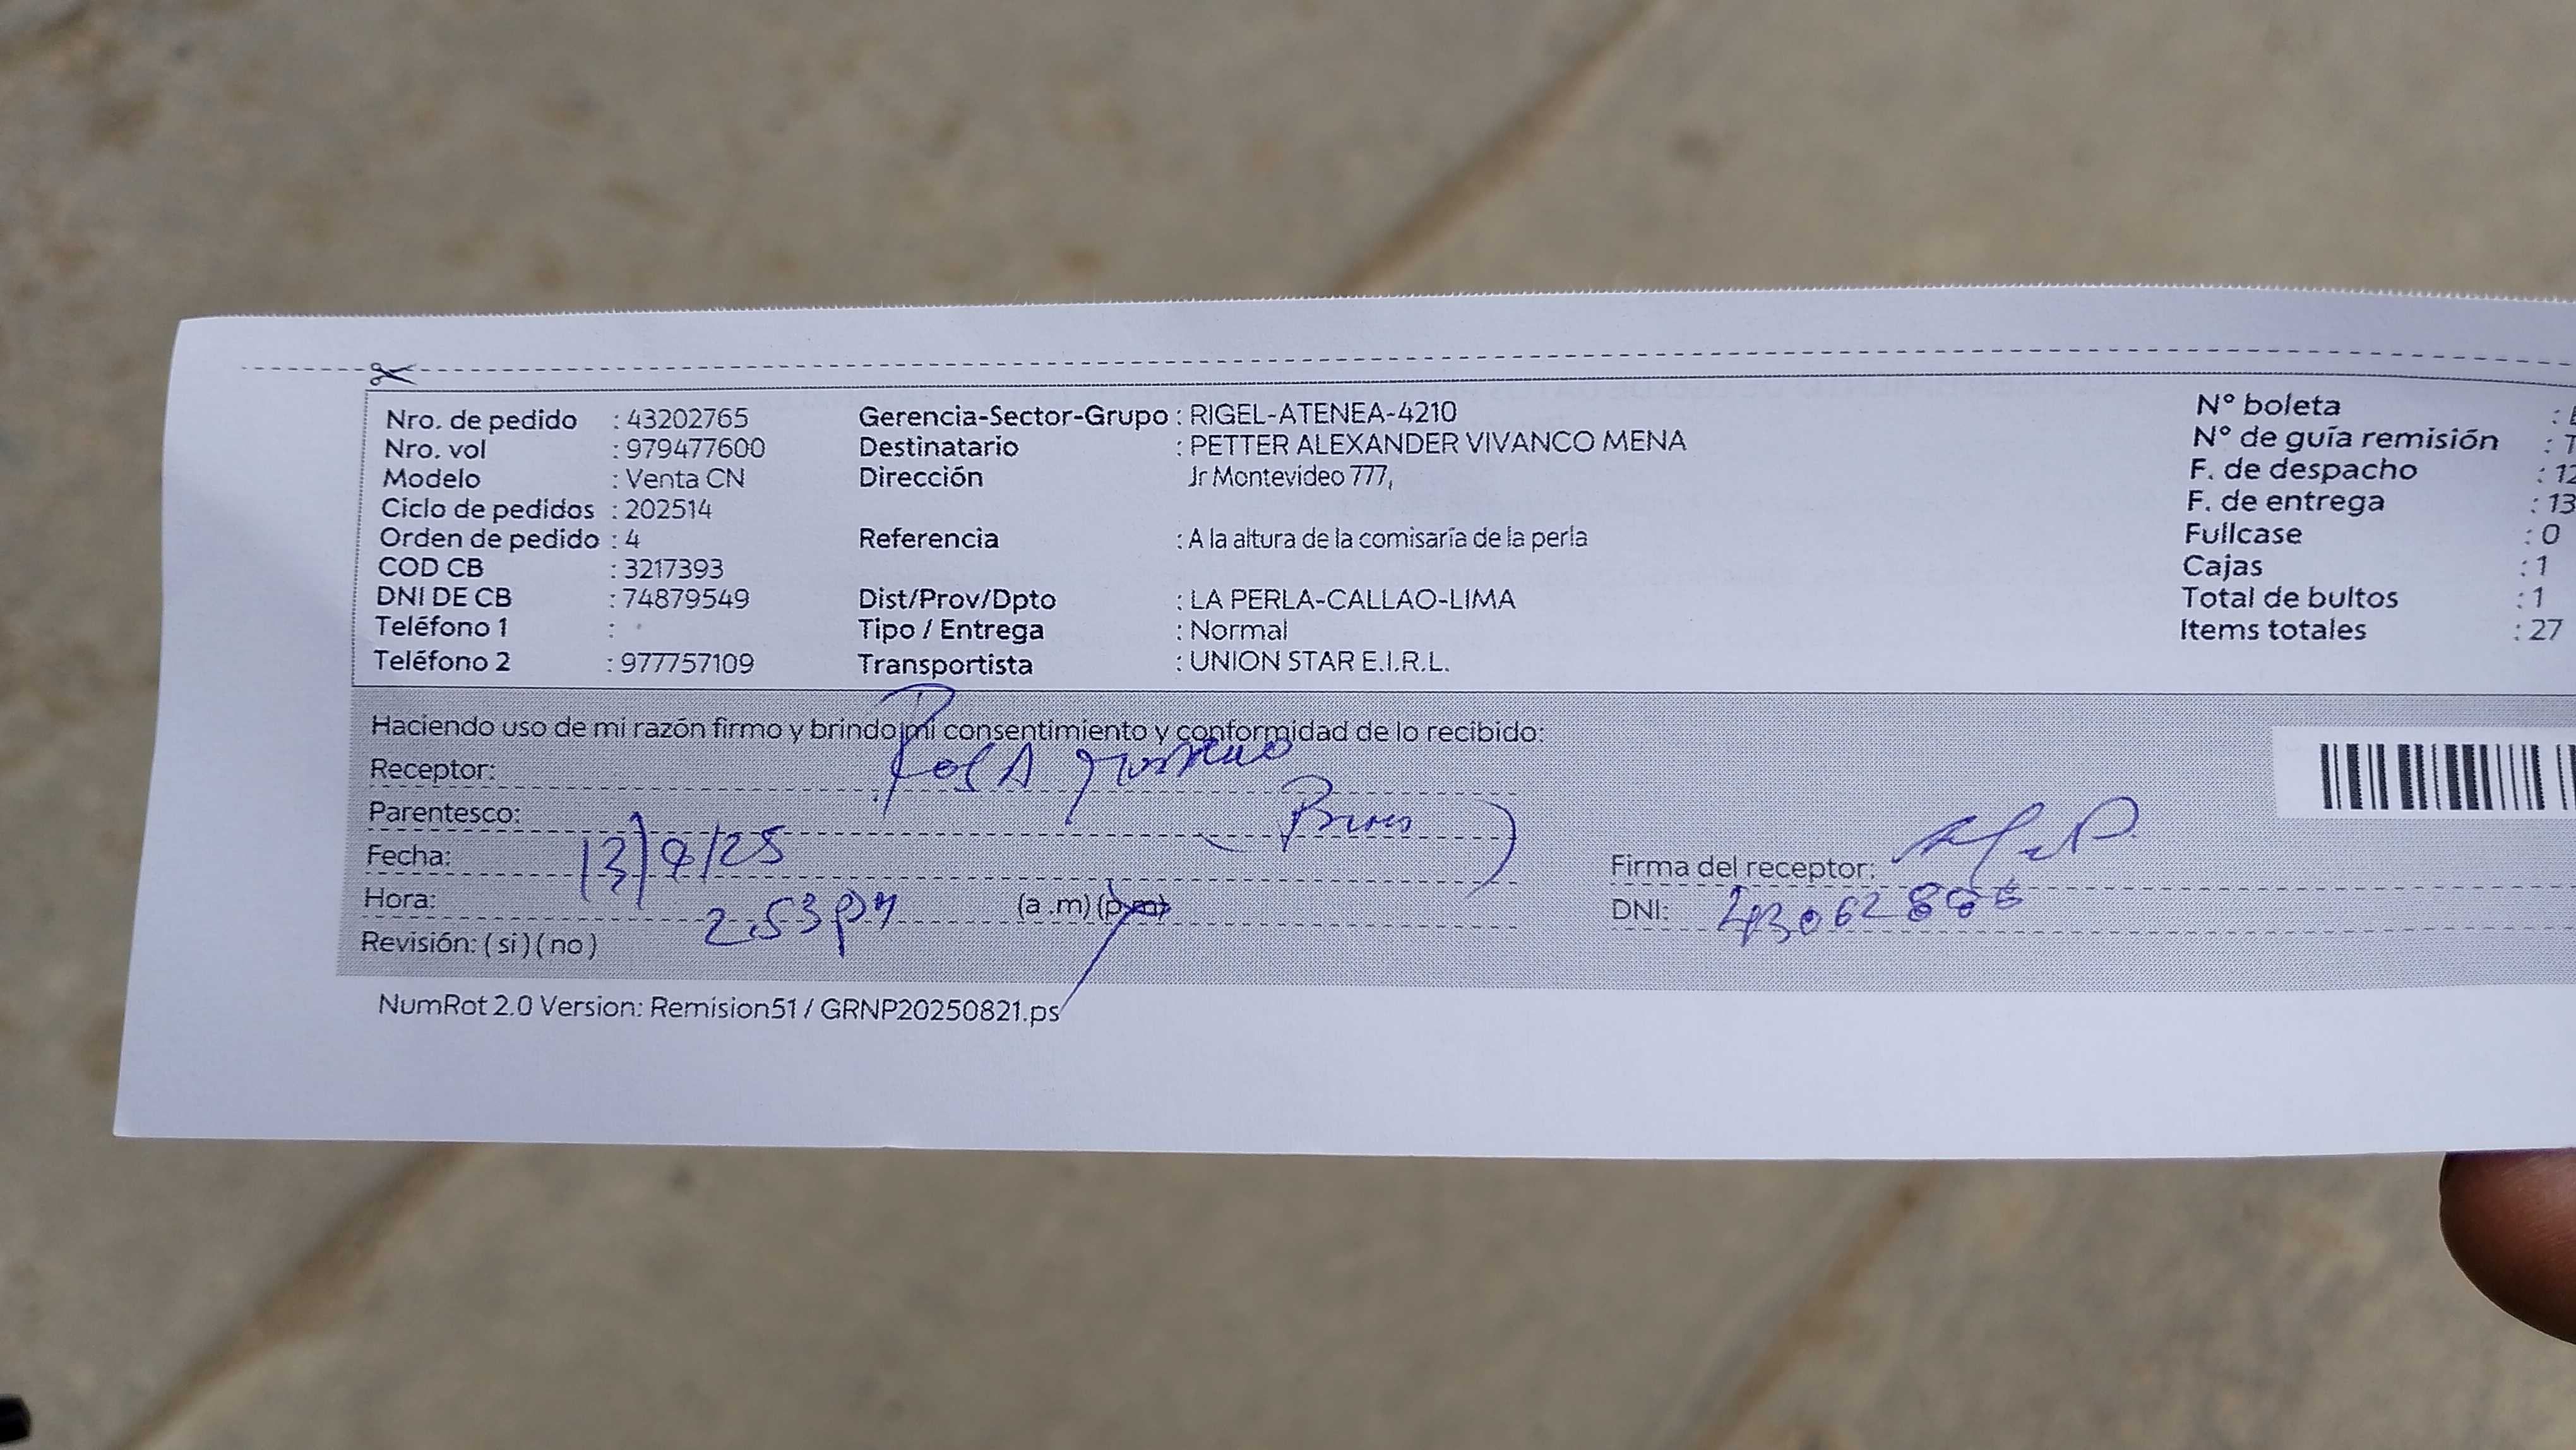 Nro. de pedido : 43202765
Nro. vol : 979477600
Modelo : Venta CN
Ciclo de pedidos : 202514
Orden de pedido : 4
COD CB : 3217393
DNI DE CB : 74879549
Teléfono 1 :
Teléfono 2 : 977757109
Gerencia-Sector-Grupo : RIGEL-ATENEA-4210
Destinatario : PETTER ALEXANDER VIVANCO MENA
Dirección Jr Montevideo 777,
Referencia : A la altura de la comisaría de la perla
Dist/Prov/Dpto : LA PERLA-CALLAO-LIMA
Tipo / Entrega : Normal
Transportista : UNION STAR E.I.R.L.
N° boleta :
N° de guía remisión : T
F. de despacho : 12
F. de entrega : 13
Fullcase : 0
Cajas : 1
Total de bultos : 1
Items totales : 27
Haciendo uso de mi razón firmo y brindo mi consentimiento y conformidad de lo recibido:
Receptor: Rosa
Parentesco:
Fecha: 13/9/25
Hora: 2.53 pm (a.m) (p.m)
Revisión: ( si ) ( no )
Firma del receptor:
DNI:
NumRot 2.0 Version: Remision51 / GRNP20250821.ps